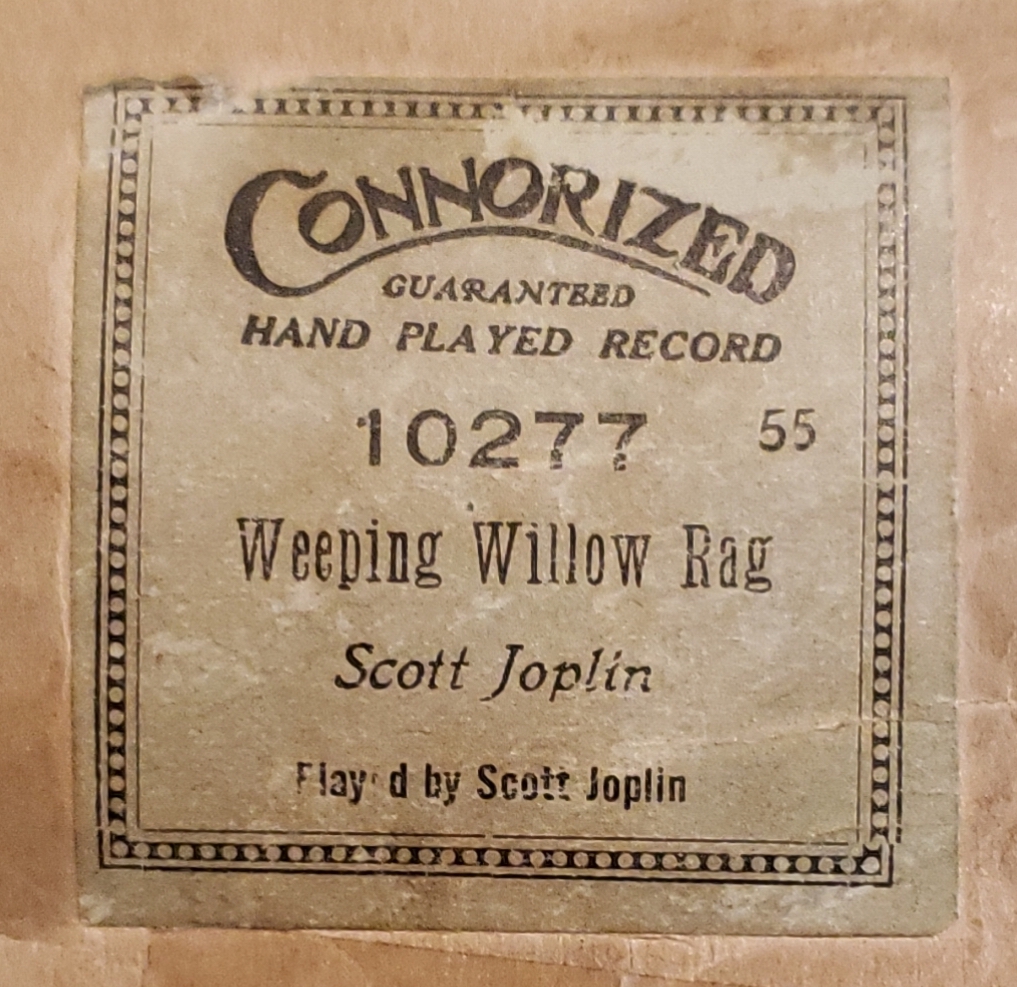 CONNORIZED
GUARANTEED
HAND PLAYED RECORD
10277 55
Weeping Willow Rag
Scott Joplin
Played by Scott Joplin